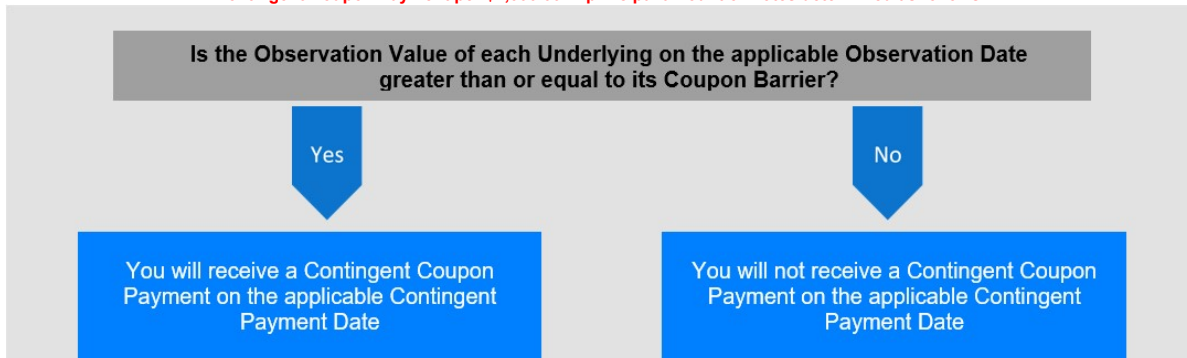 Is the Observation Value of each Underlying on the applicable Observation Date
greater than or equal to its Coupon Barrier?
Yes
No
You will receive a Contingent Coupon
Payment on the applicable Contingent
Payment Date
You will not receive a Contingent Coupon
Payment on the applicable Contingent
Payment Date